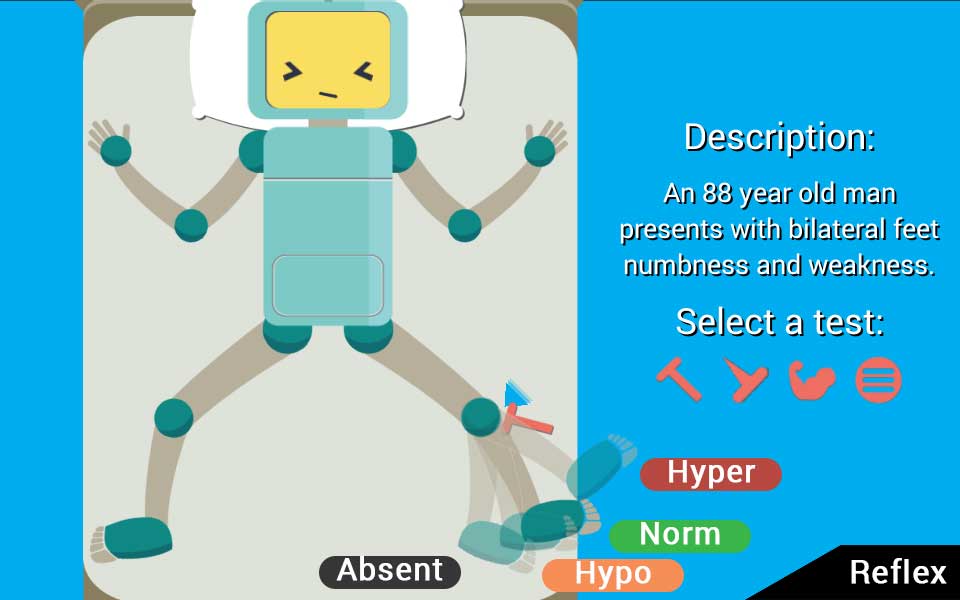 Description:
An 88 year old man
presents with bilateral feet
numbness and weakness.
Select a test:
Hyper
Norm
Absent
Hypo
Reflex